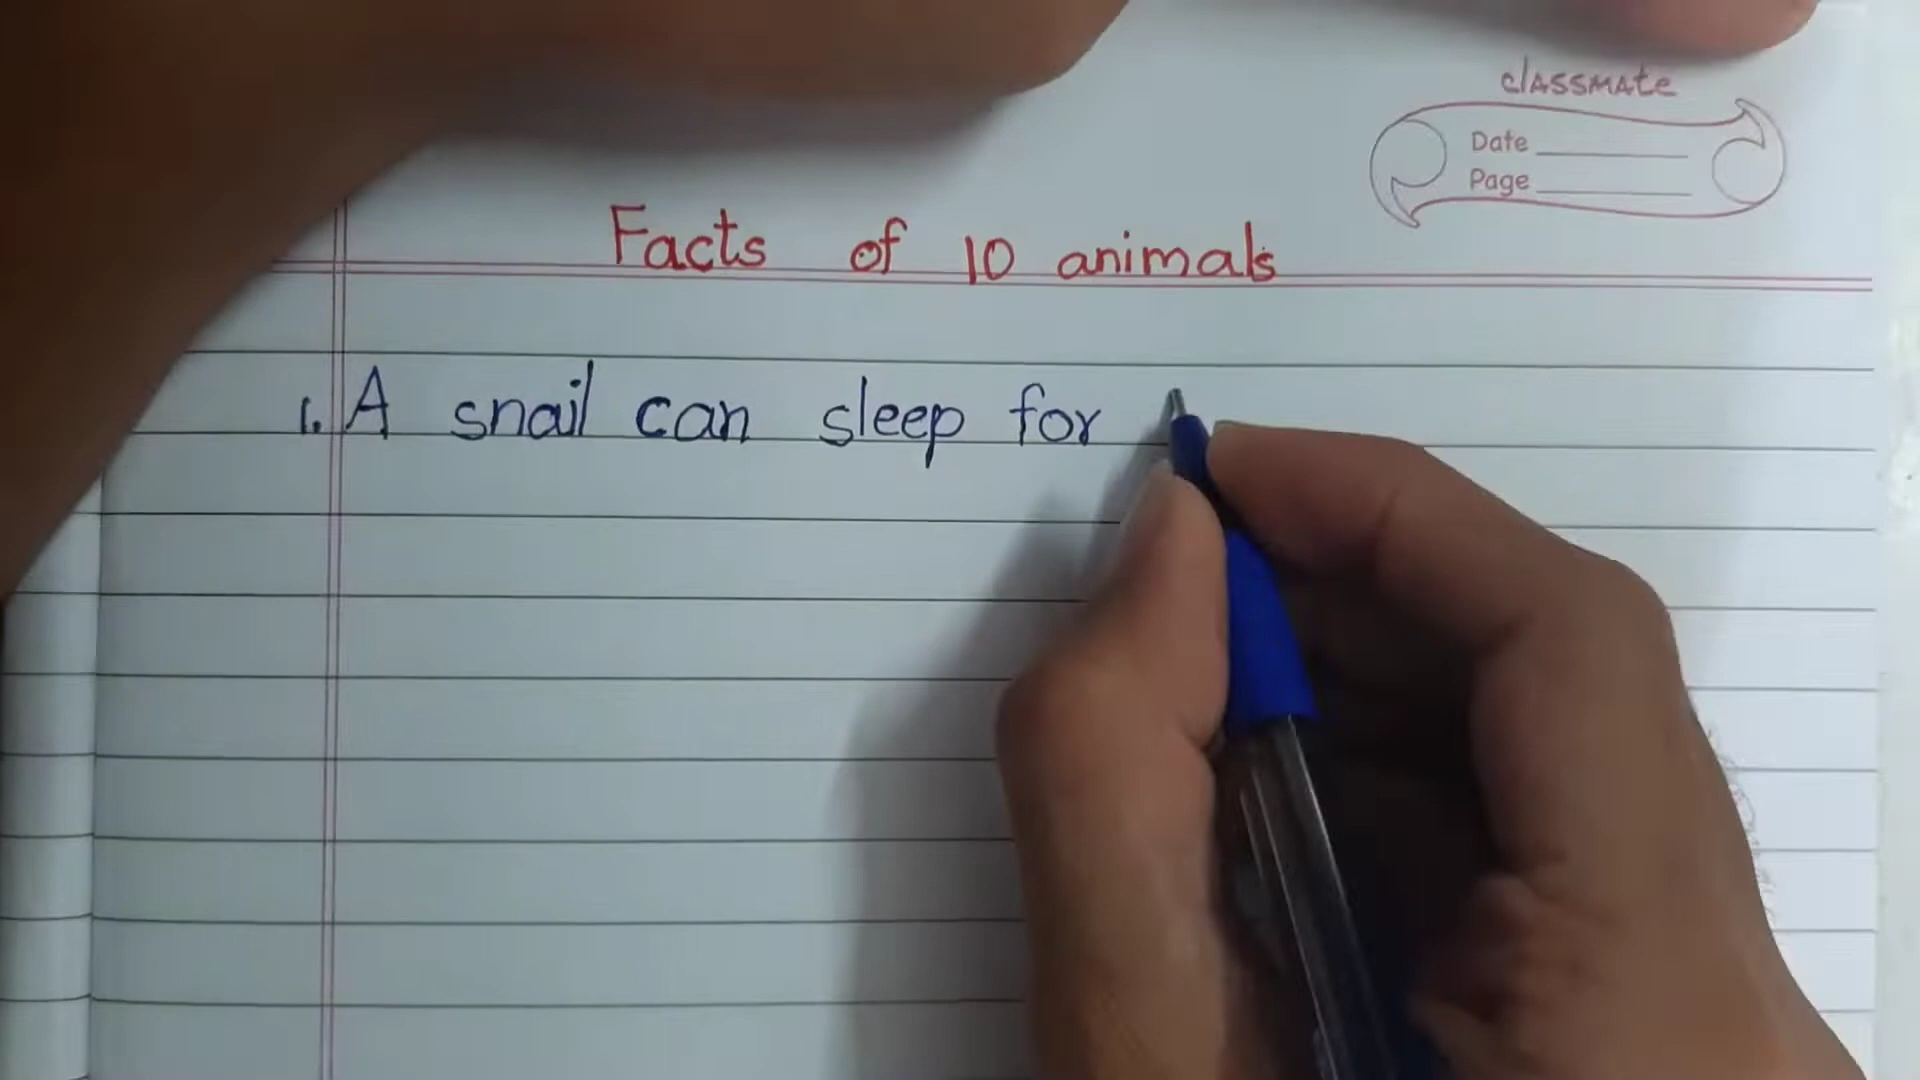 classmate
Date
Page
Facts of 10 animals
1. A snail can sleep for